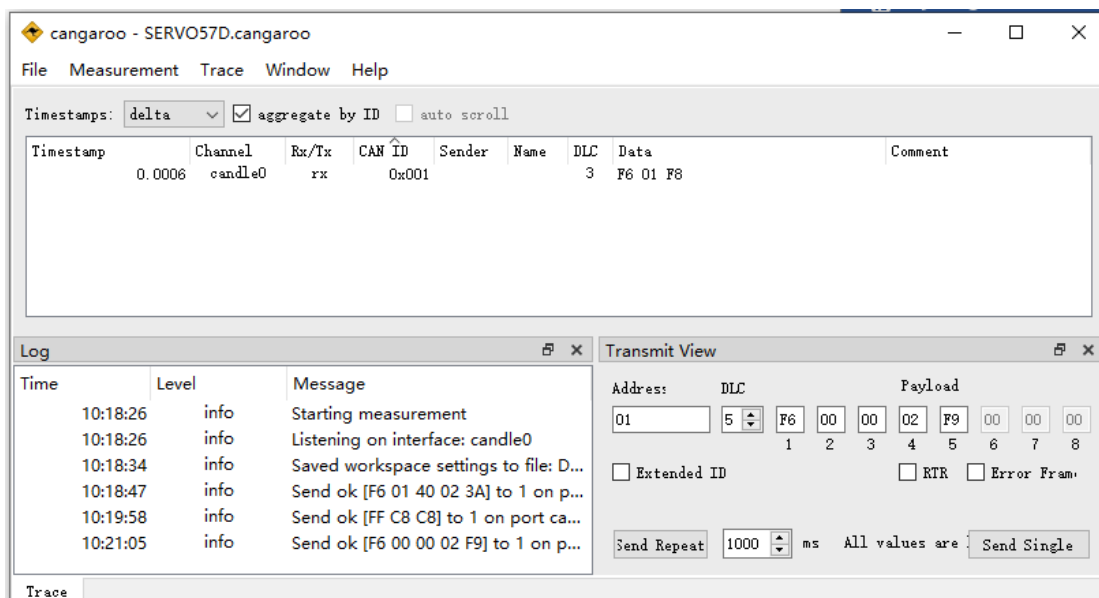 cangaroo - SERVO57D.cangaroo
File Measurement Trace Window Help
Timestamps: delta aggregate by ID auto scroll
Timestamp Channel Rx/Tx CAN ID Sender Name DLC Data Comment
0.0006 candle0 rx 0x001 3 F6 01 F8
Log
Time Level Message
10:18:26 info Starting measurement
10:18:26 info Listening on interface: candle0
10:18:34 info Saved workspace settings to file: D...
10:18:47 info Send ok [F6 01 40 02 3A] to 1 on p...
10:19:58 info Send ok [FF C8 C8] to 1 on port ca...
10:21:05 info Send ok [F6 00 00 02 F9] to 1 on p...
Transmit View
Address: DLC Payload
01 5 F6 00 00 02 F9 00 00 00
1 2 3 4 5 6 7 8
Extended ID RTR Error Fram
Send Repeat 1000 ms All values are Send Single
Trace